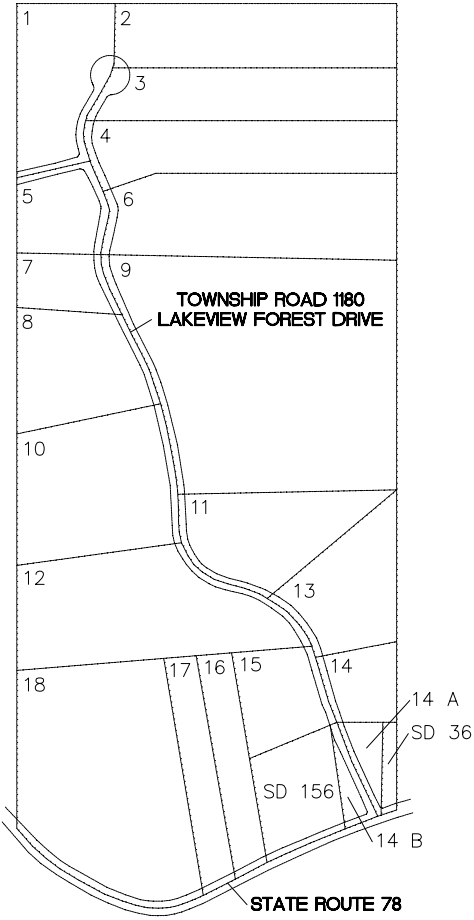 1
2
3
4
5
6
7
9
TOWNSHIP ROAD 1180
LAKEVIEW FOREST DRIVE
8
10
11
12
13
14
15
16
17
18
14 A
SD 36
SD 156
14 B
STATE ROUTE 78